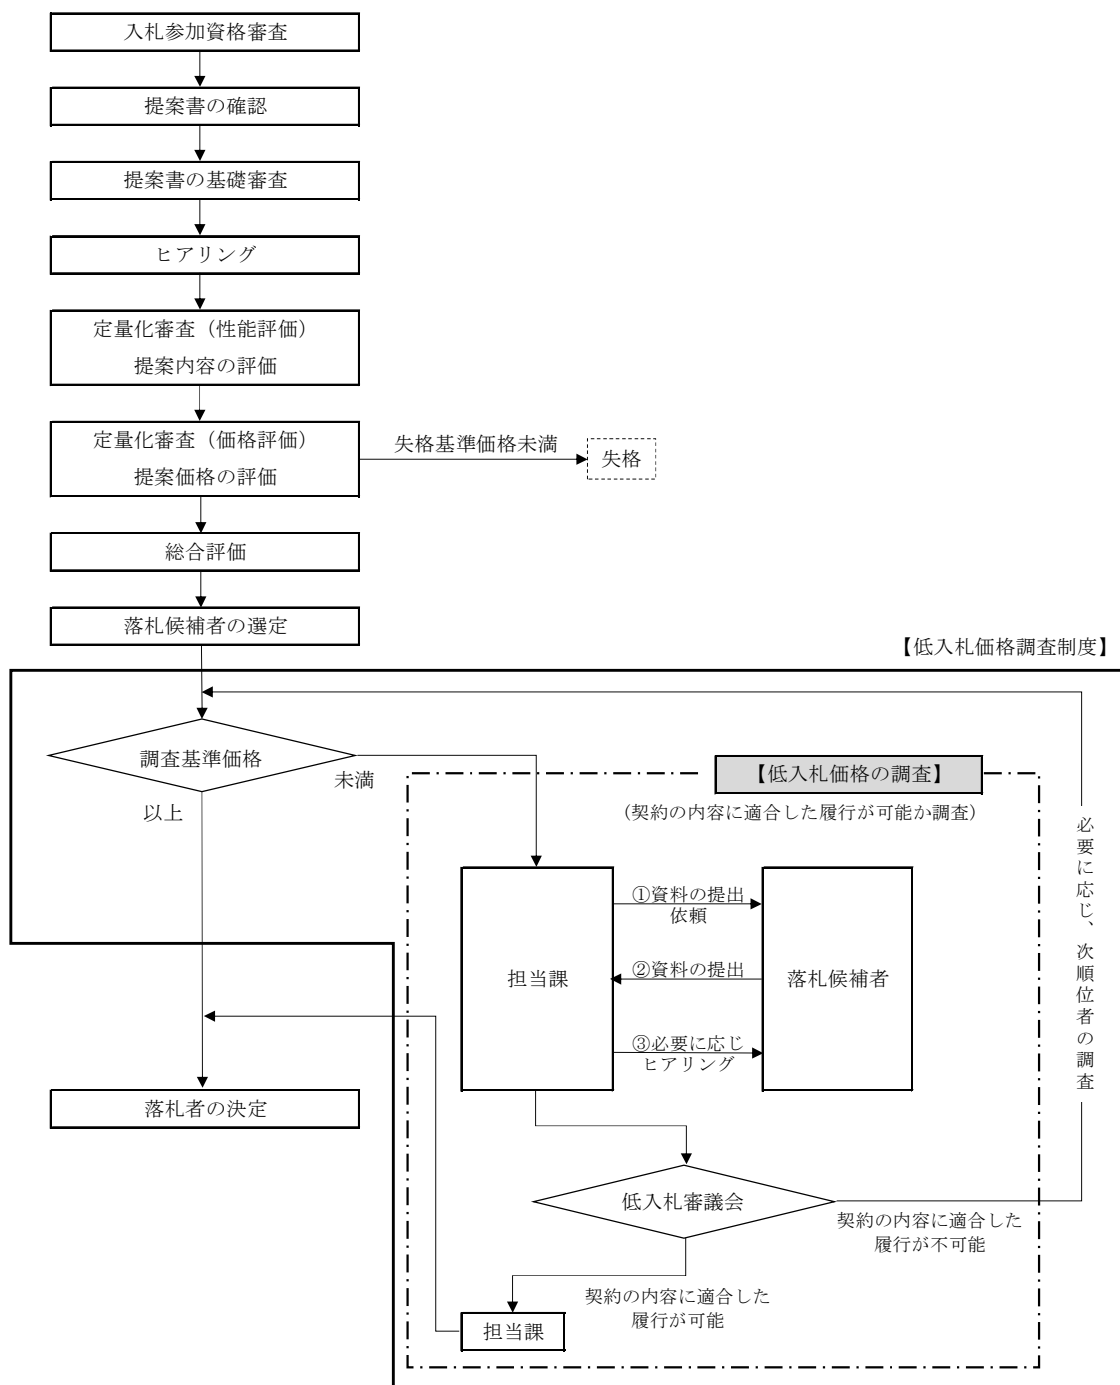 入札参加資格審査
提案書の確認
提案書の基礎審査
ヒアリング
定量化審査（性能評価）
提案内容の評価
定量化審査（価格評価）
提案価格の評価
失格基準価格未満
失格
総合評価
落札候補者の選定
【低入札価格調査制度】
調査基準価格
未満
以上
【低入札価格の調査】
（契約の内容に適合した履行が可能か調査）
必要に応じ、次順位者の調査
担当課
①資料の提出
依頼
②資料の提出
③必要に応じ
ヒアリング
落札候補者
落札者の決定
低入札審議会
契約の内容に適合した
履行が不可能
契約の内容に適合した
履行が可能
担当課